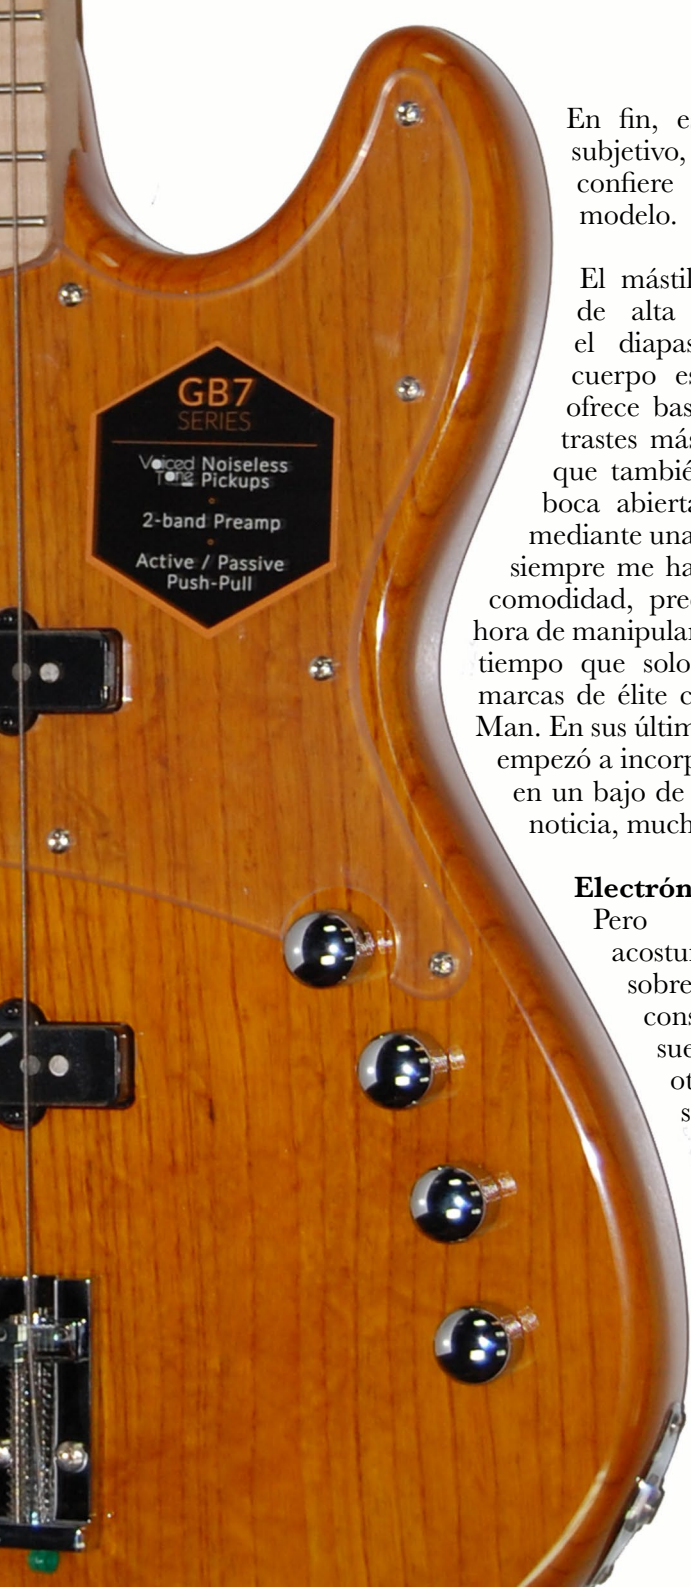 GB7
SERIES
Voiced Tone Noiseless
Pickups
2-band Preamp
Active / Passive
Push-Pull
En fin, e
subjetivo,
confiere
modelo.
El mástil
de alta
el diapas
cuerpo es
ofrece bas
trastes más
que tambié
boca abierta
mediante una
siempre me ha
comodidad, pre
hora de manipular
tiempo que solo
marcas de élite c
Man. En sus últim
empezó a incorp
en un bajo de
noticia, much
Electrón
Pero
acostu
sobre
cons
sue
ot
s